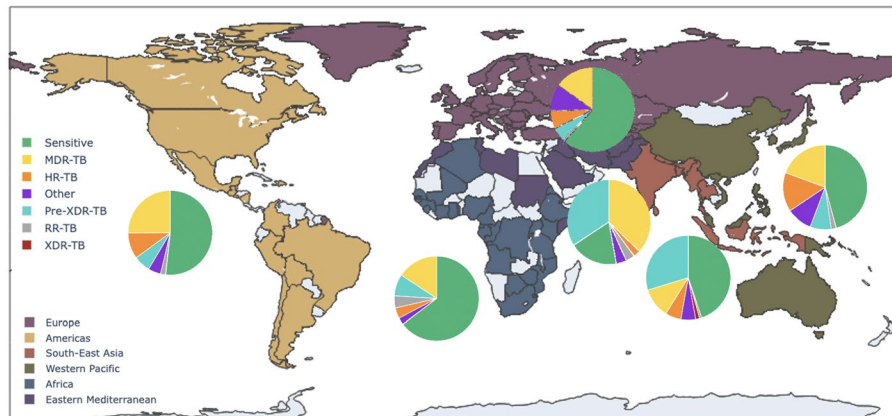 Sensitive
MDR-TB
HR-TB
Other
Pre-XDR-TB
RR-TB
XDR-TB
Europe
Americas
South-East Asia
Western Pacific
Africa
Eastern Mediterranean